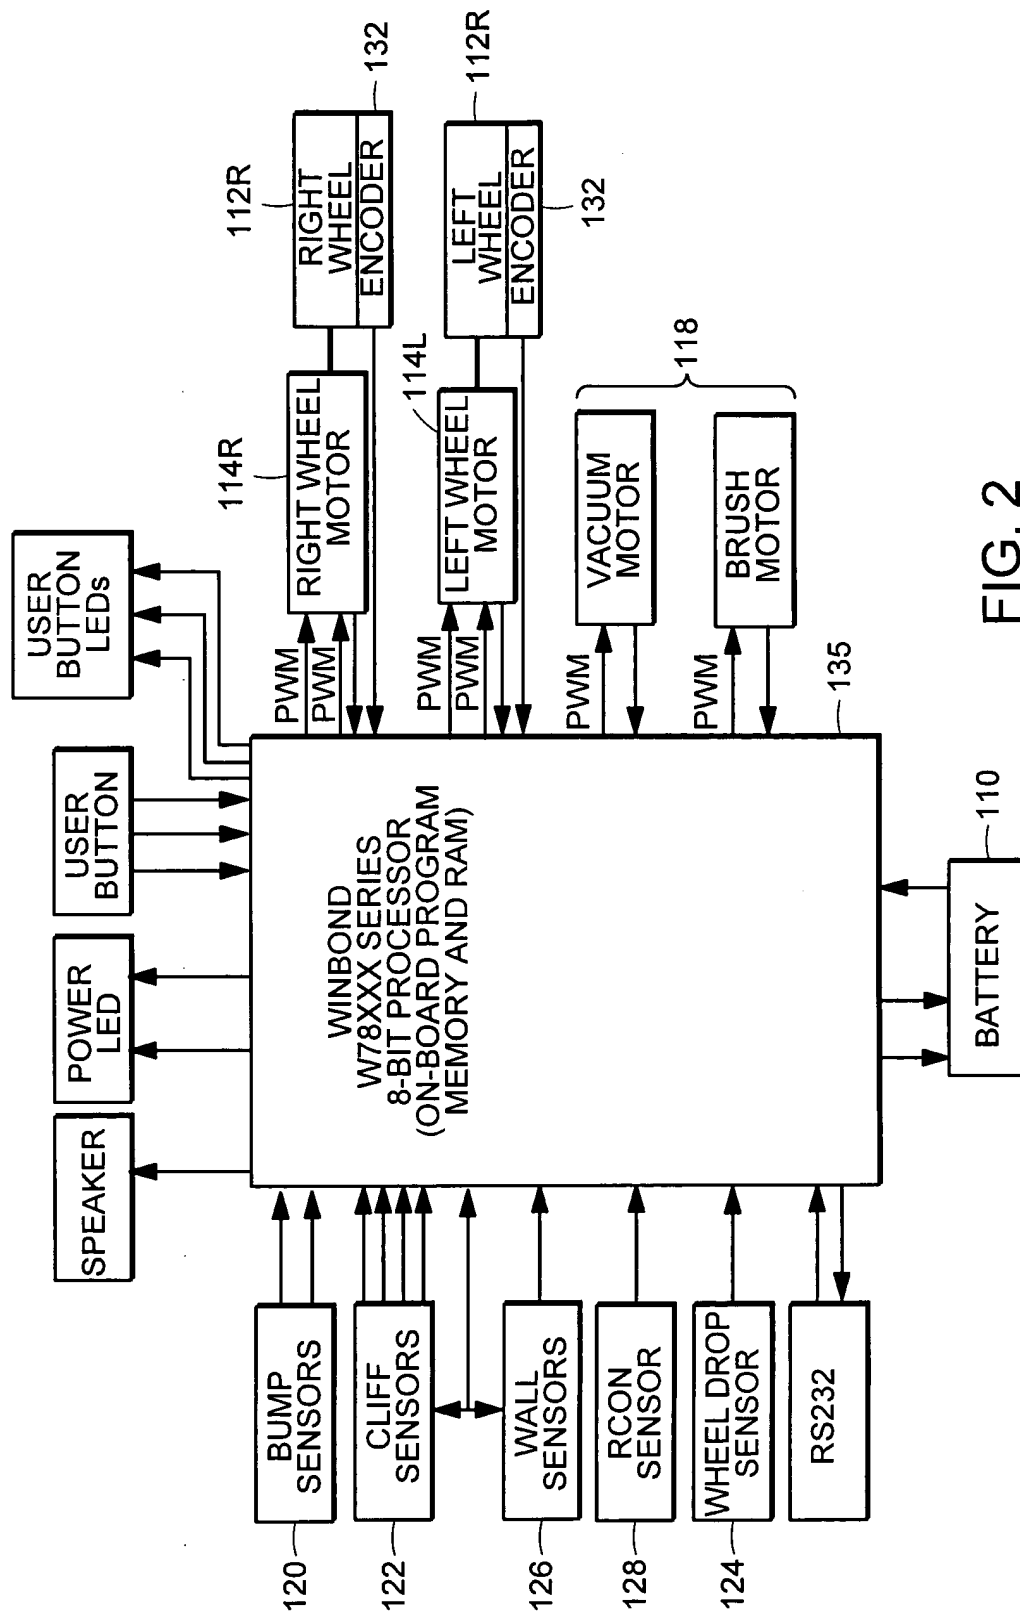 SPEAKER
POWER
LED
USER
BUTTON
USER
BUTTON
LEDs
120
BUMP
SENSORS
122
CLIFF
SENSORS
126
WALL
SENSORS
128
RCON
SENSOR
124
WHEEL DROP
SENSOR
RS232
WINBOND
W78XXX SERIES
8-BIT PROCESSOR
(ON-BOARD PROGRAM
MEMORY AND RAM)
135
PWM
PWM
114R
RIGHT WHEEL
MOTOR
112R
RIGHT
WHEEL
ENCODER
132
PWM
PWM
114L
LEFT WHEEL
MOTOR
112R
LEFT
WHEEL
ENCODER
132
PWM
VACUUM
MOTOR
118
PWM
BRUSH
MOTOR
BATTERY
110
FIG. 2